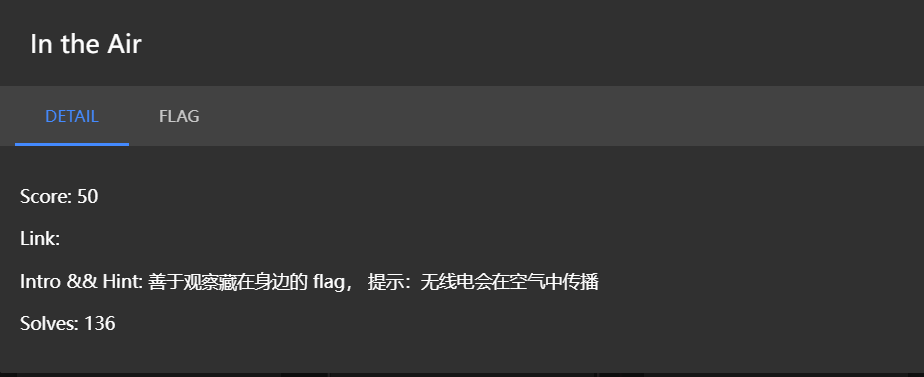 In the Air
DETAIL FLAG
Score: 50
Link:
Intro && Hint: 善于观察藏在身边的 flag， 提示：无线电会在空气中传播
Solves: 136